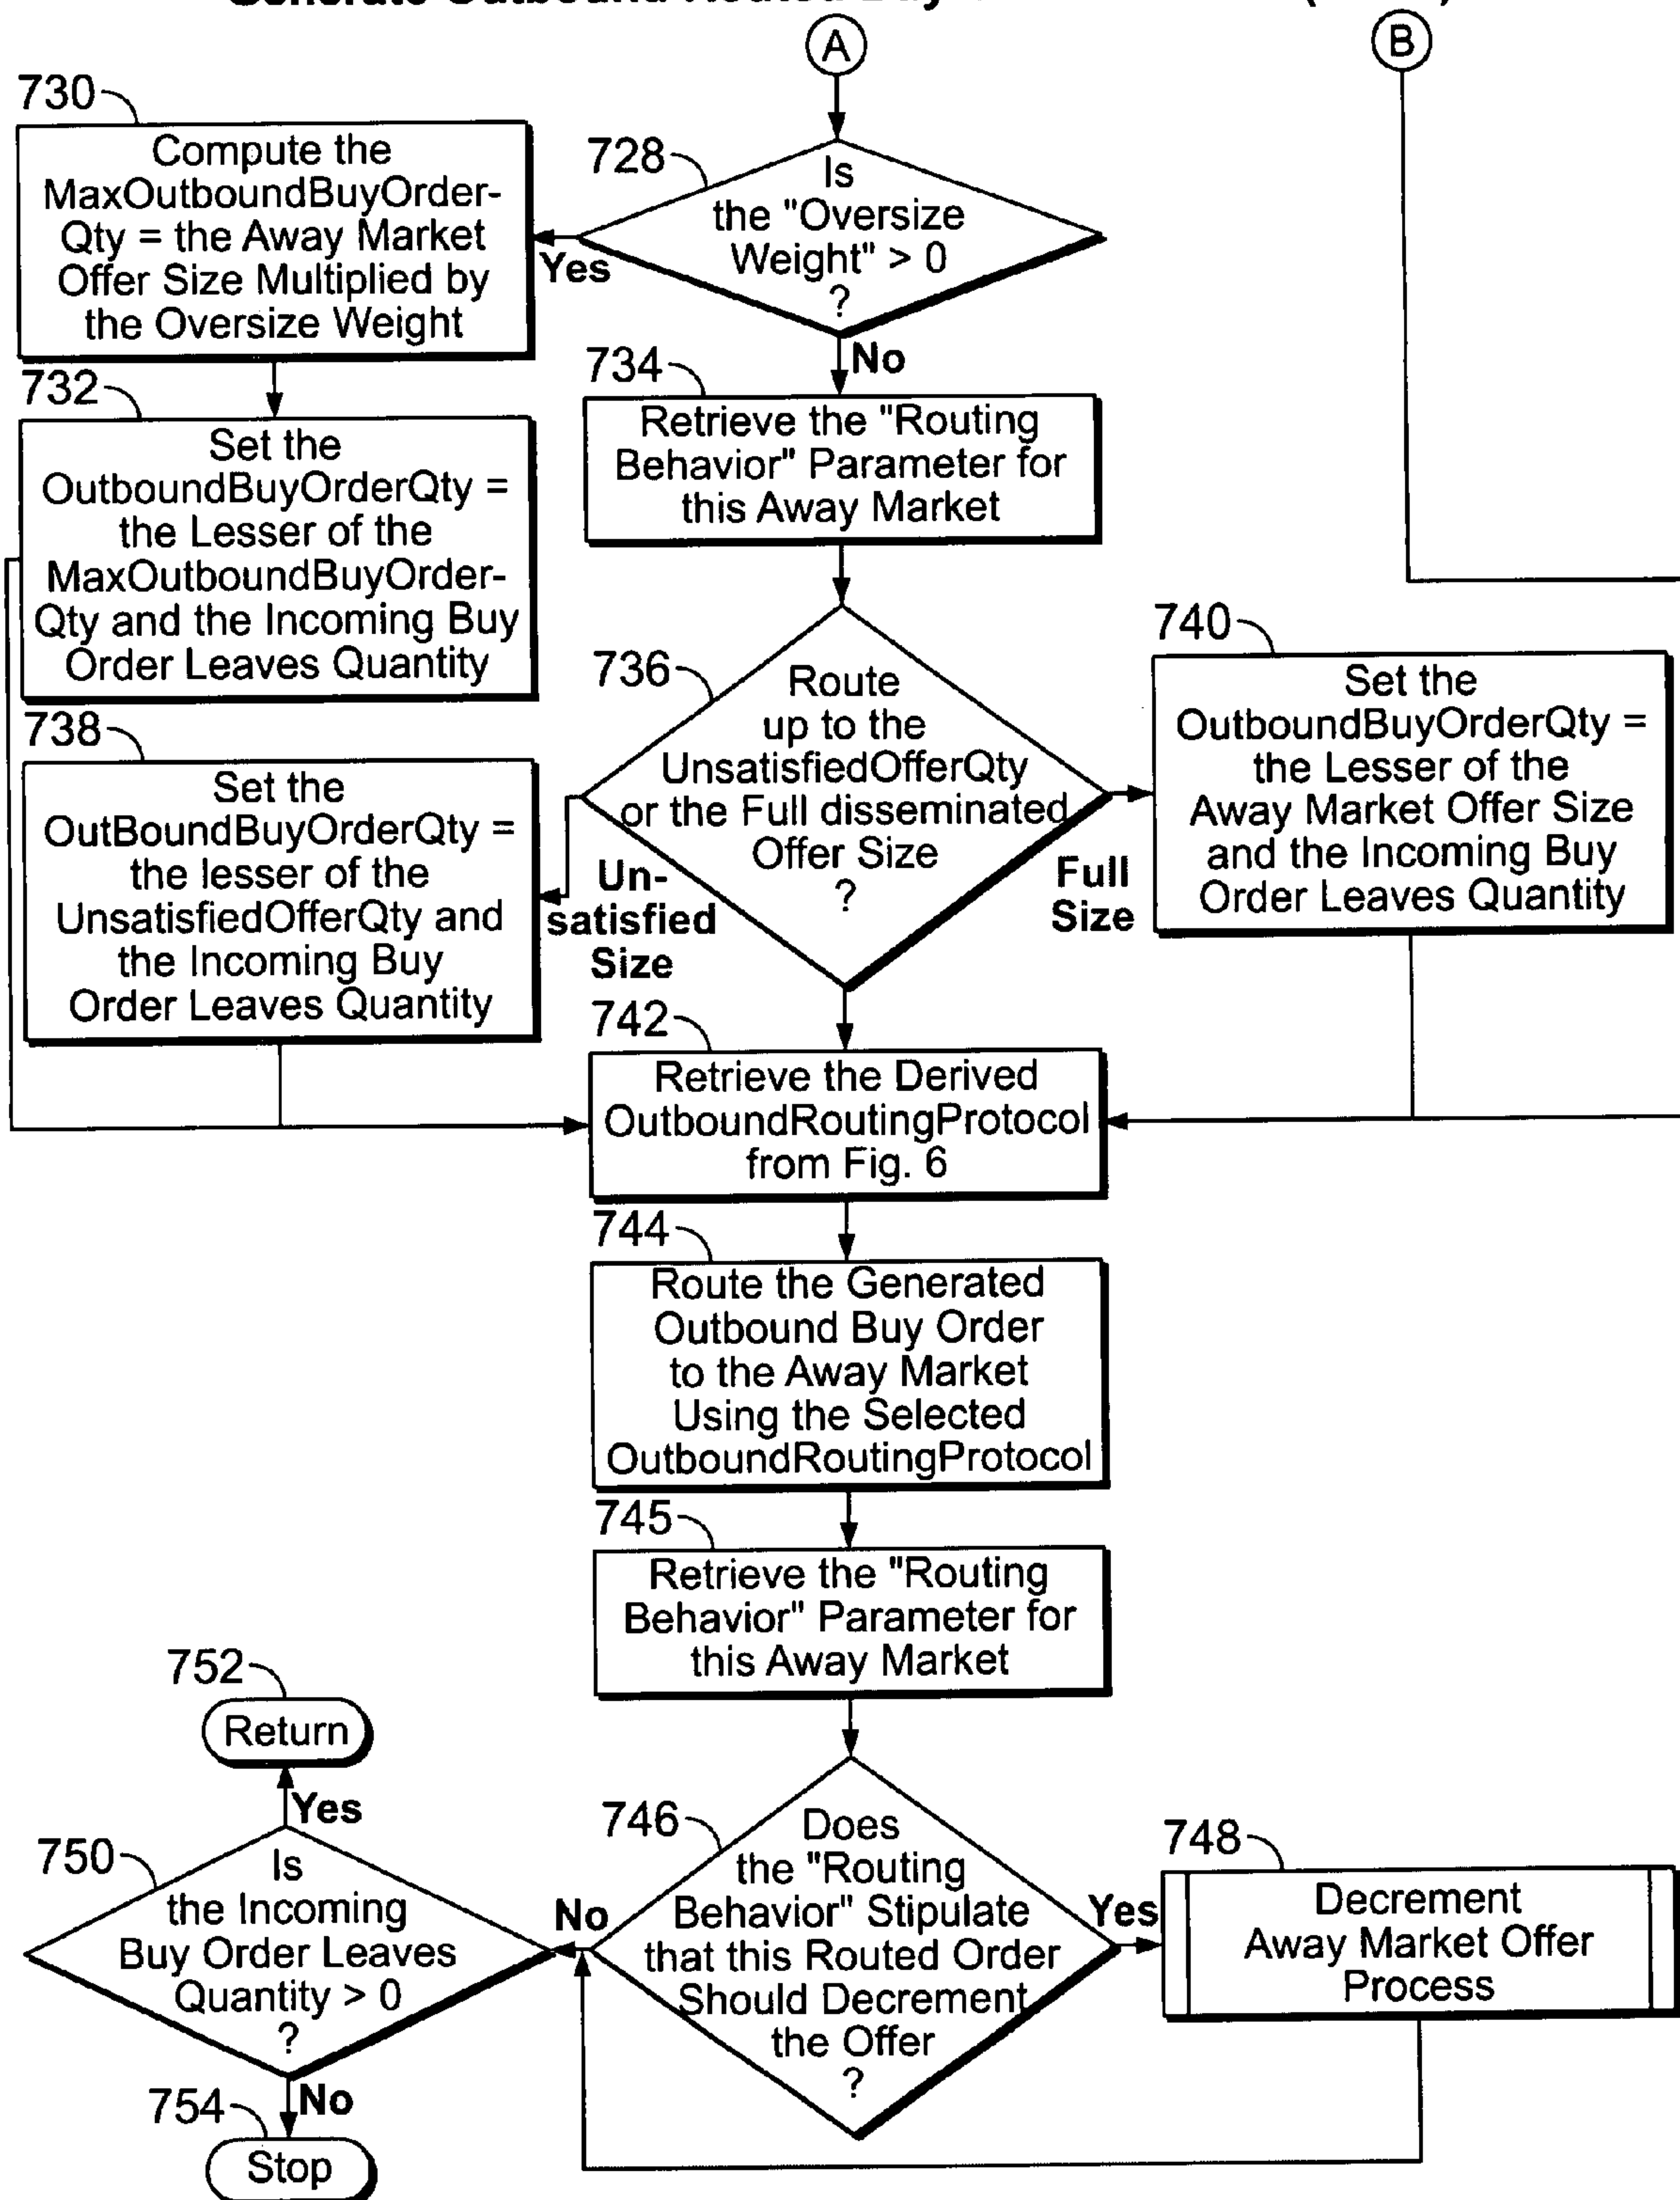 A
B
730
Compute the
MaxOutboundBuyOrder-
Qty = the Away Market
Offer Size Multiplied by
the Oversize Weight
728
Is
the "Oversize
Weight" > 0
?
Yes
No
732
Set the
OutboundBuyOrderQty =
the Lesser of the
MaxOutboundBuyOrder-
Qty and the Incoming Buy
Order Leaves Quantity
734
Retrieve the "Routing
Behavior" Parameter for
this Away Market
736
Route
up to the
UnsatisfiedOfferQty
or the Full disseminated
Offer Size
?
Un-
satisfied
Size
Full
Size
738
Set the
OutBoundBuyOrderQty =
the lesser of the
UnsatisfiedOfferQty and
the Incoming Buy
Order Leaves Quantity
740
Set the
OutboundBuyOrderQty =
the Lesser of the
Away Market Offer Size
and the Incoming Buy
Order Leaves Quantity
742
Retrieve the Derived
OutboundRoutingProtocol
from Fig. 6
744
Route the Generated
Outbound Buy Order
to the Away Market
Using the Selected
OutboundRoutingProtocol
745
Retrieve the "Routing
Behavior" Parameter for
this Away Market
746
Does
the "Routing
Behavior" Stipulate
that this Routed Order
Should Decrement
the Offer
?
Yes
No
748
Decrement
Away Market Offer
Process
750
Is
the Incoming
Buy Order Leaves
Quantity > 0
?
Yes
752
Return
No
754
Stop